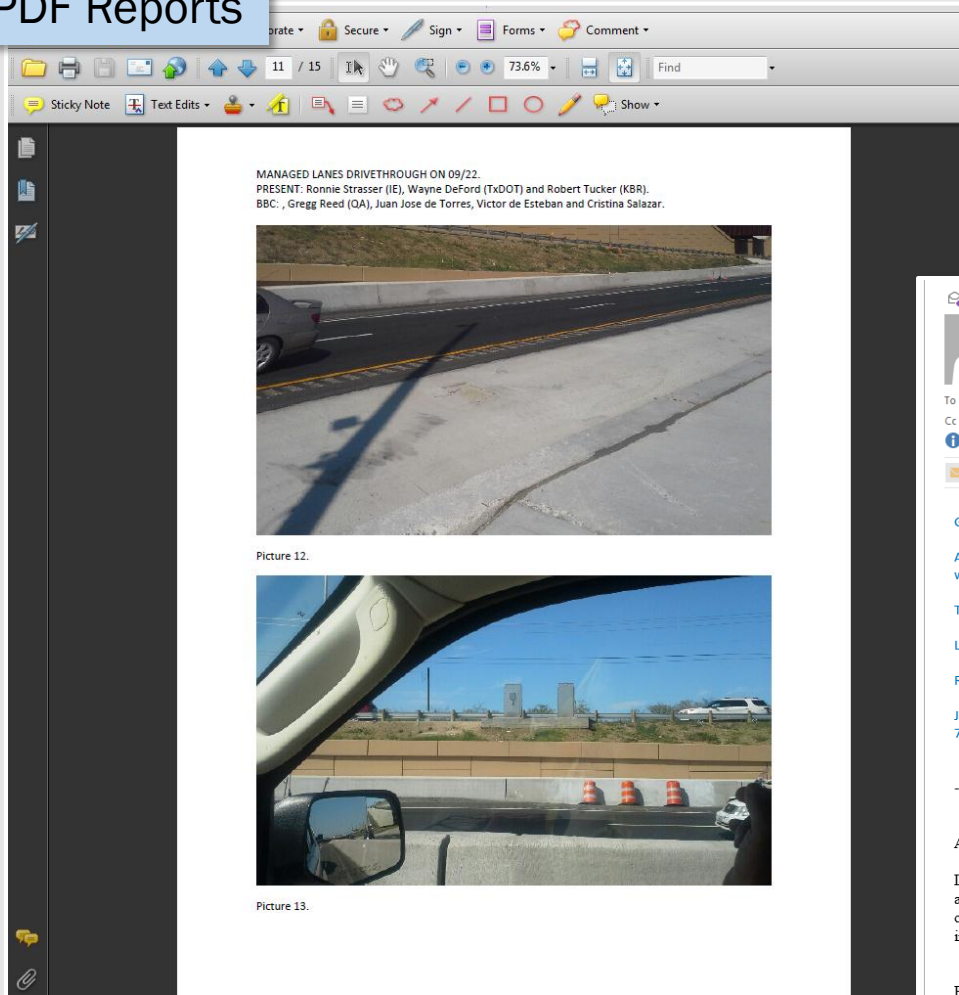 PDF Reports
Secure
Sign
Forms
Comment
11 / 15
73.6%
Find
Sticky Note
Text Edits
Show
MANAGED LANES DRIVETHROUGH ON 09/22.
PRESENT: Ronnie Strasser (IE), Wayne DeFord (TxDOT) and Robert Tucker (KBR).
BBC: , Gregg Reed (QA), Juan Jose de Torres, Victor de Esteban and Cristina Salazar.
Picture 12.
Picture 13.
To
Cc